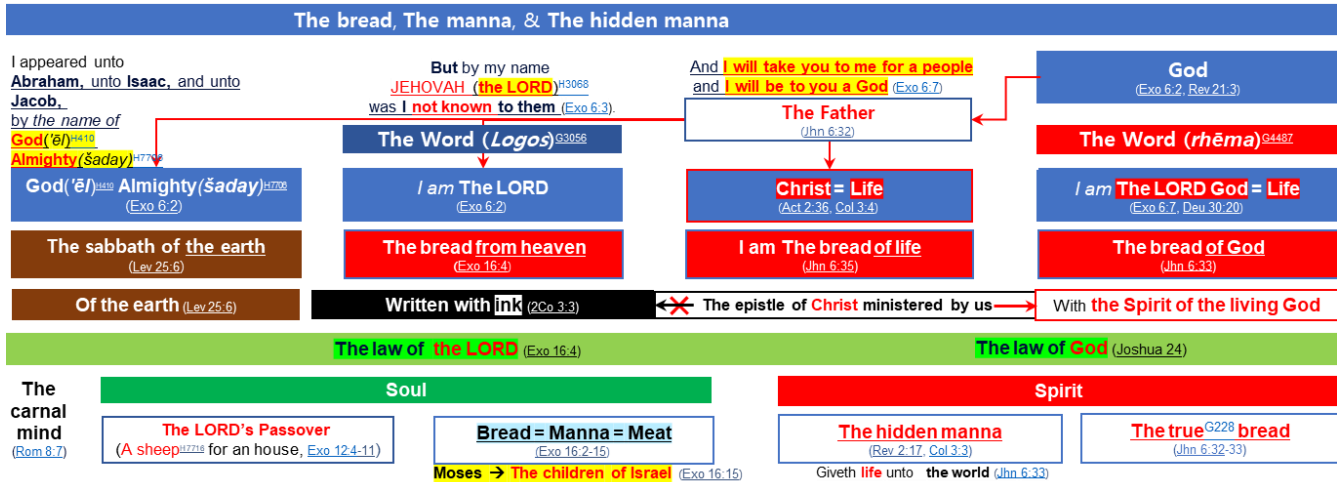 The bread, The manna, & The hidden manna
I appeared unto
Abraham, unto Isaac, and unto
Jacob,
by the name of
God('ēl)H410
Almighty(šaday)H7706
But by my name
JEHOVAH (the LORD)H3068
was I not known to them (Exo 6:3).
And I will take you to me for a people
and I will be to you a God (Exo 6:7)
God
(Exo 6:2, Rev 21:3)
The Father
(Jhn 6:32)
The Word (Logos)G3056
The Word (rhēma)G4487
God('ēl)H410 Almighty(šaday)H7706
(Exo 6:2)
I am The LORD
(Exo 6:2)
Christ = Life
(Act 2:36, Col 3:4)
I am The LORD God = Life
(Exo 6:7, Deu 30:20)
The sabbath of the earth
(Lev 25:6)
The bread from heaven
(Exo 16:4)
I am The bread of life
(Jhn 6:35)
The bread of God
(Jhn 6:33)
Of the earth (Lev 25:6)
Written with ink (2Co 3:3)
The epistle of Christ ministered by us
With the Spirit of the living God
The law of the LORD (Exo 16:4)
The law of God (Joshua 24)
The
carnal
mind
(Rom 8:7)
Soul
Spirit
The LORD's Passover
(A sheepH7716 for an house, Exo 12:4-11)
Bread = Manna = Meat
(Exo 16:2-15)
Moses → The children of Israel (Exo 16:15)
The hidden manna
(Rev 2:17, Col 3:3)
Giveth life unto the world (Jhn 6:33)
The trueG228 bread
(Jhn 6:32-33)